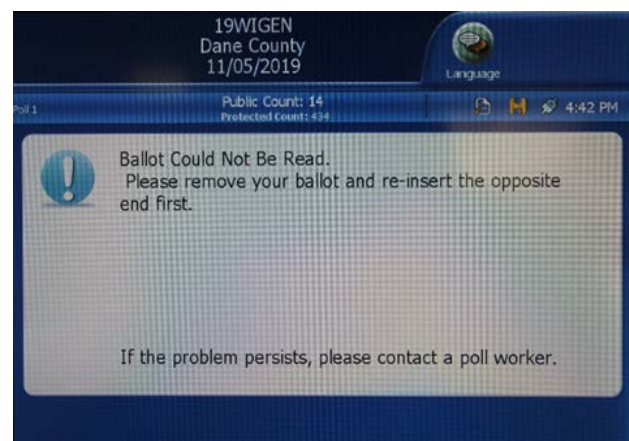 19WIGEN
Dane County
11/05/2019
Language
Poll 1
Public Count: 14
Protected Count: 434
4:42 PM
Ballot Could Not Be Read.
Please remove your ballot and re-insert the opposite
end first.
If the problem persists, please contact a poll worker.